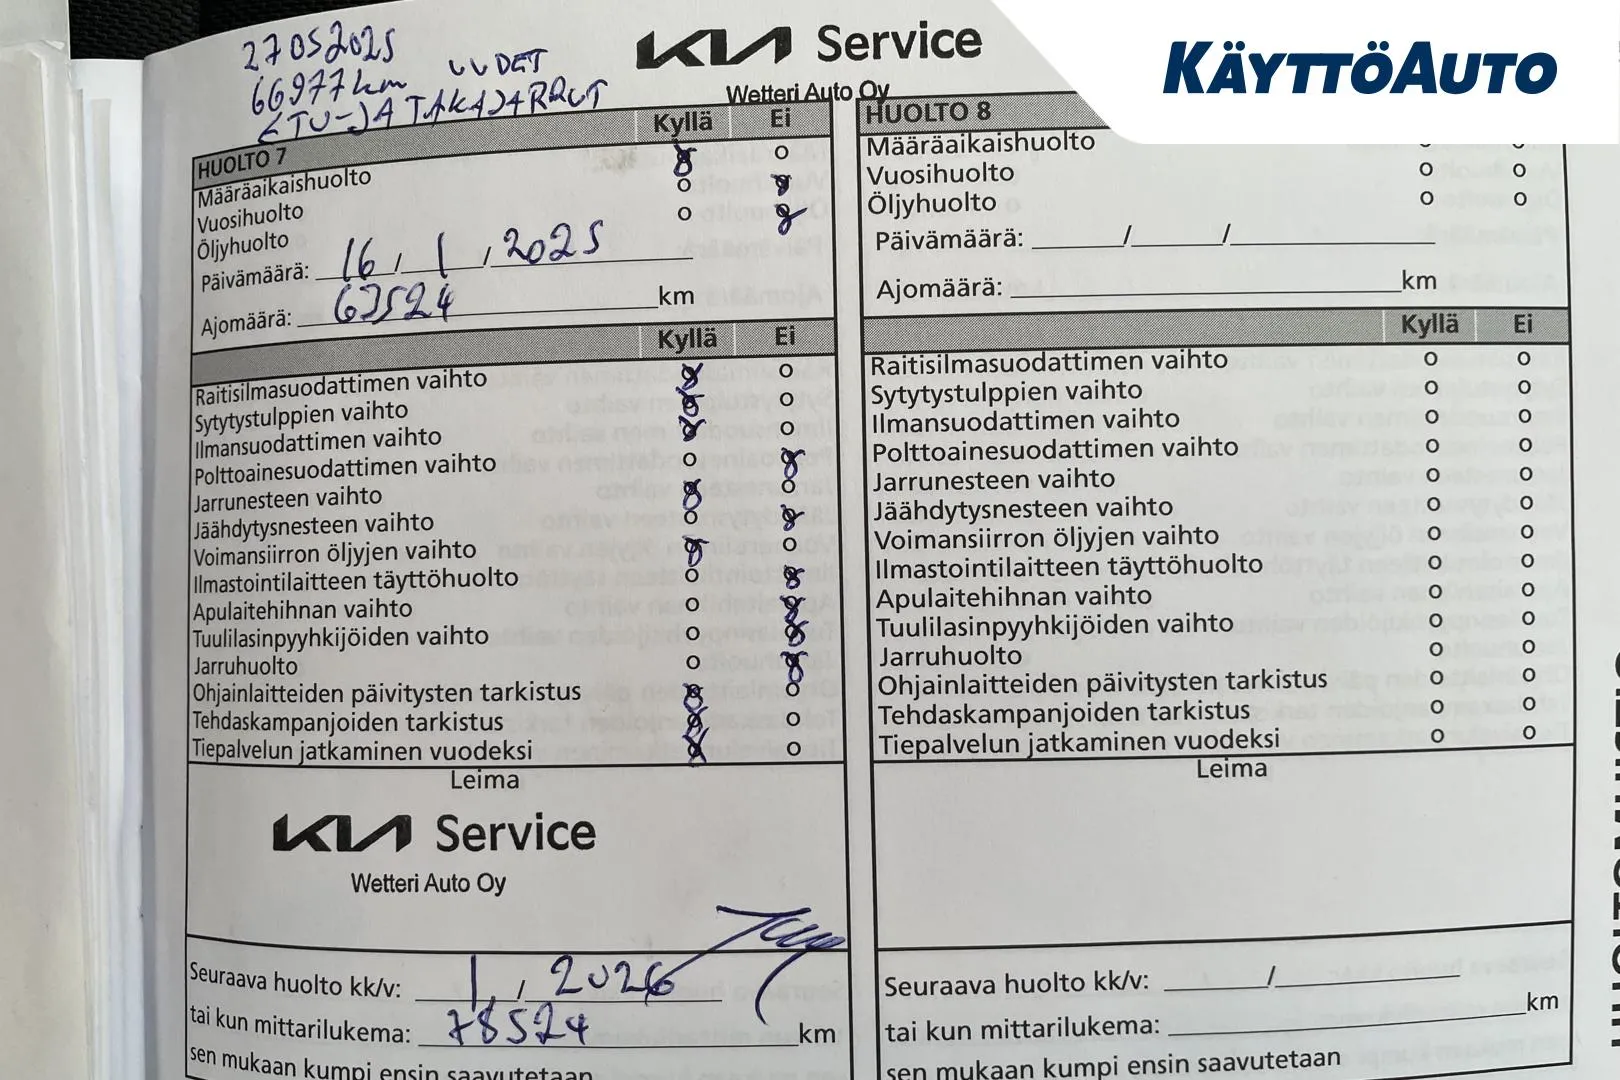 27052025
66977km UUDET
ETU-JA TAKAJARRUT
KIA Service
Wetteri Auto Oy
KÄYTTÖAUTO
HUOLTO 7 Kyllä Ei
Määräaikaishuolto
Vuosihuolto
Öljyhuolto
Päivämäärä: 16 / 1 / 2025
Ajomäärä: 63524 km
Kyllä Ei
Raitisilmasuodattimen vaihto
Sytytystulppien vaihto
Ilmansuodattimen vaihto
Polttoainesuodattimen vaihto
Jarrunesteen vaihto
Jäähdytysnesteen vaihto
Voimansiirron öljyjen vaihto
Ilmastointilaitteen täyttöhuolto
Apulaitehihnan vaihto
Tuulilasinpyyhkijöiden vaihto
Jarruhuolto
Ohjainlaitteiden päivitysten tarkistus
Tehdaskampanjoiden tarkistus
Tiepalvelun jatkaminen vuodeksi
Leima
KIA Service
Wetteri Auto Oy
Seuraava huolto kk/v: 1 / 2026
tai kun mittarilukema: 78524 km
sen mukaan kumpi ensin saavutetaan
HUOLTO 8
Määräaikaishuolto
Vuosihuolto
Öljyhuolto
Päivämäärä: / /
Ajomäärä: km
Kyllä Ei
Raitisilmasuodattimen vaihto
Sytytystulppien vaihto
Ilmansuodattimen vaihto
Polttoainesuodattimen vaihto
Jarrunesteen vaihto
Jäähdytysnesteen vaihto
Voimansiirron öljyjen vaihto
Ilmastointilaitteen täyttöhuolto
Apulaitehihnan vaihto
Tuulilasinpyyhkijöiden vaihto
Jarruhuolto
Ohjainlaitteiden päivitysten tarkistus
Tehdaskampanjoiden tarkistus
Tiepalvelun jatkaminen vuodeksi
Leima
Seuraava huolto kk/v: /
tai kun mittarilukema: km
sen mukaan kumpi ensin saavutetaan